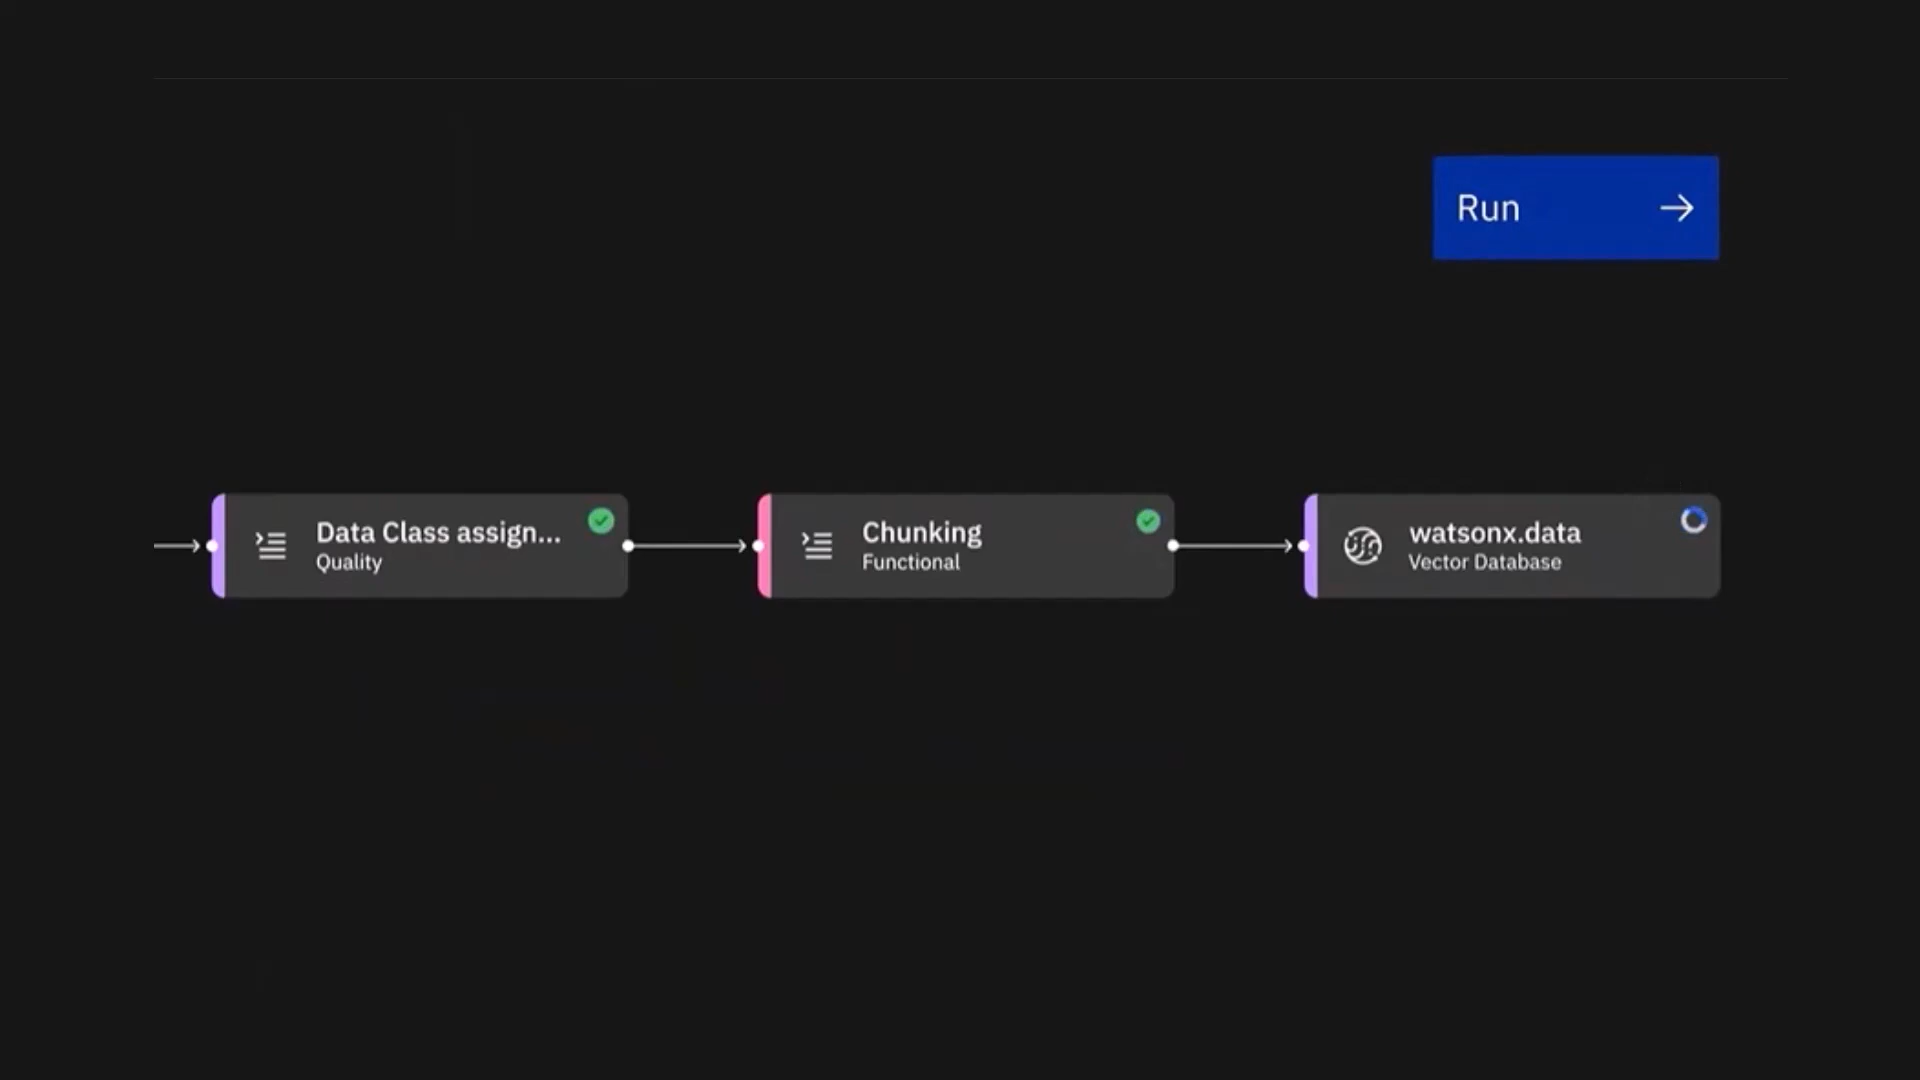 Run
Data Class assign...
Quality
Chunking
Functional
watsonx.data
Vector Database